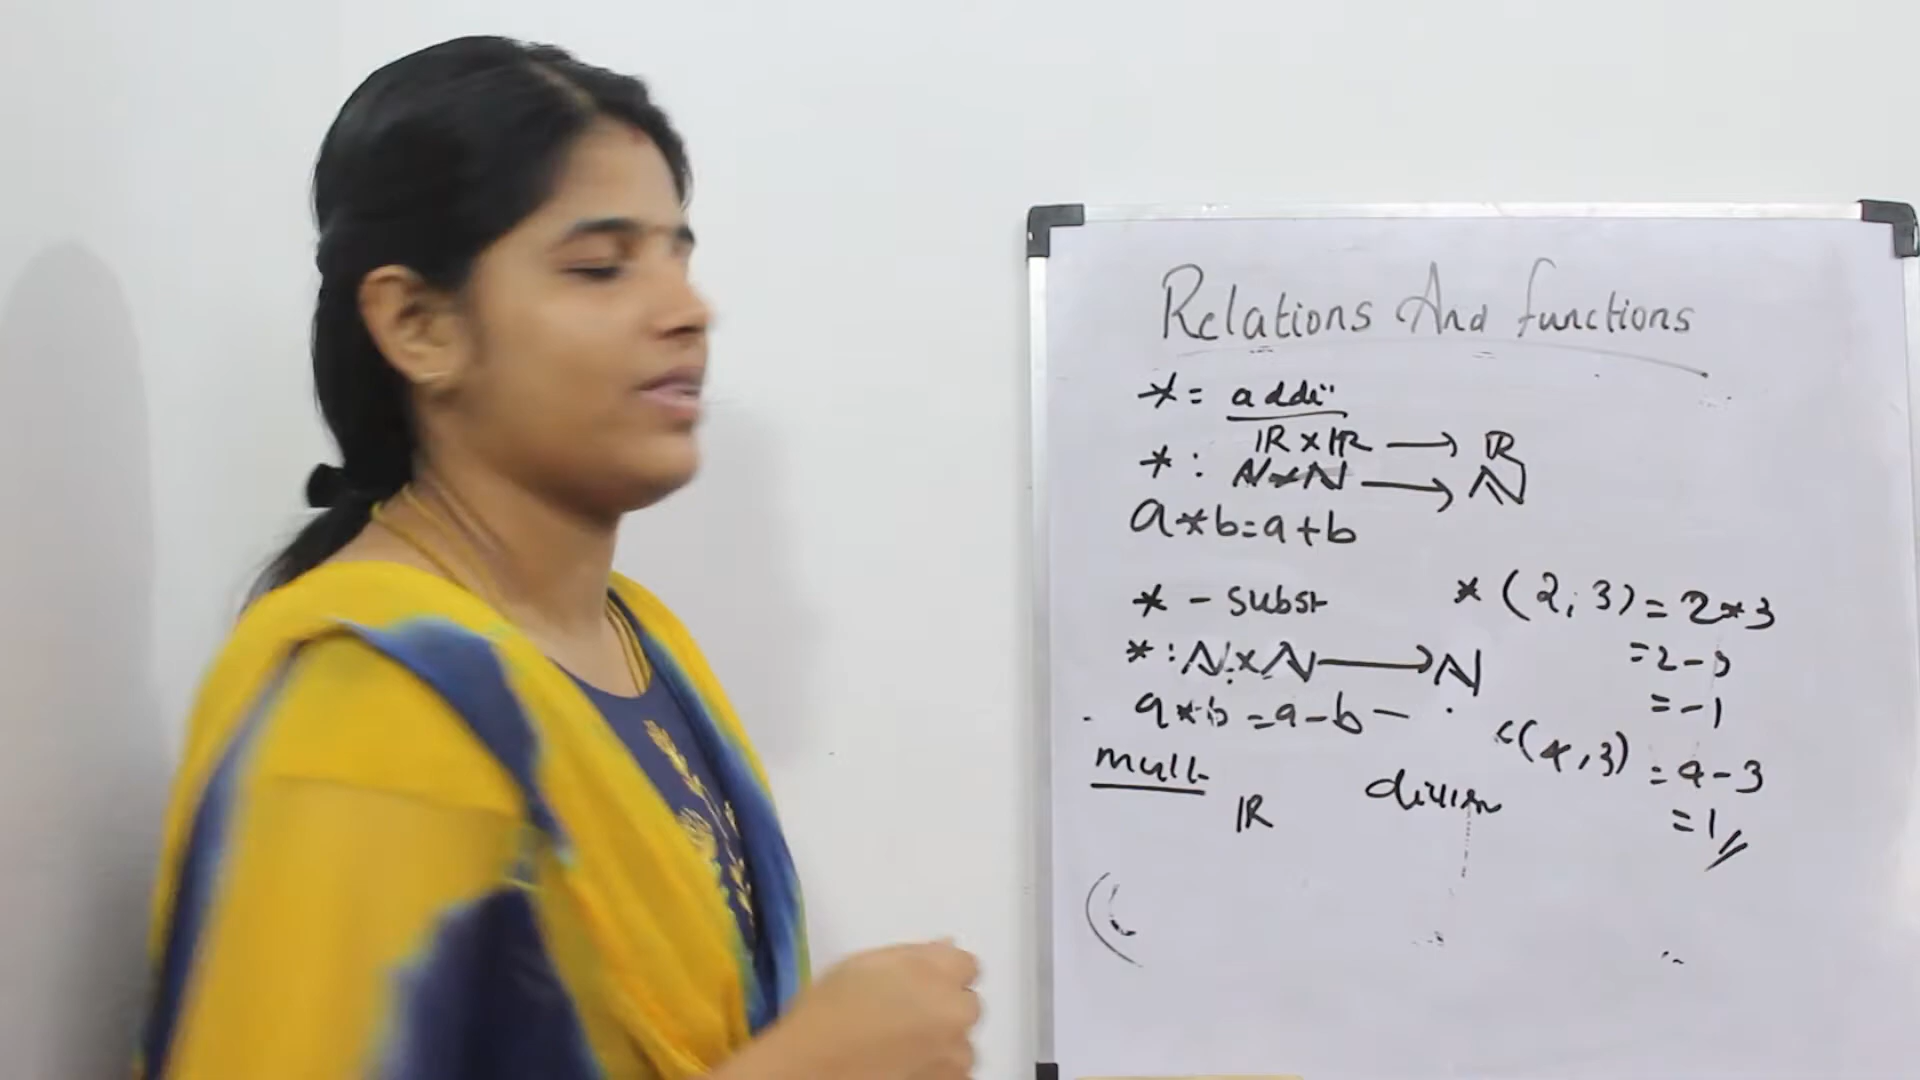 Relations And functions
* = addi
IR x IR → IR
* : N x N → N
a * b = a + b
* - Subst
* : N x N → N
a * b = a - b -
* (2, 3) = 2 * 3
= 2 - 3
= - 1
(4, 3) = 4 - 3
= 1 //
mult
IR